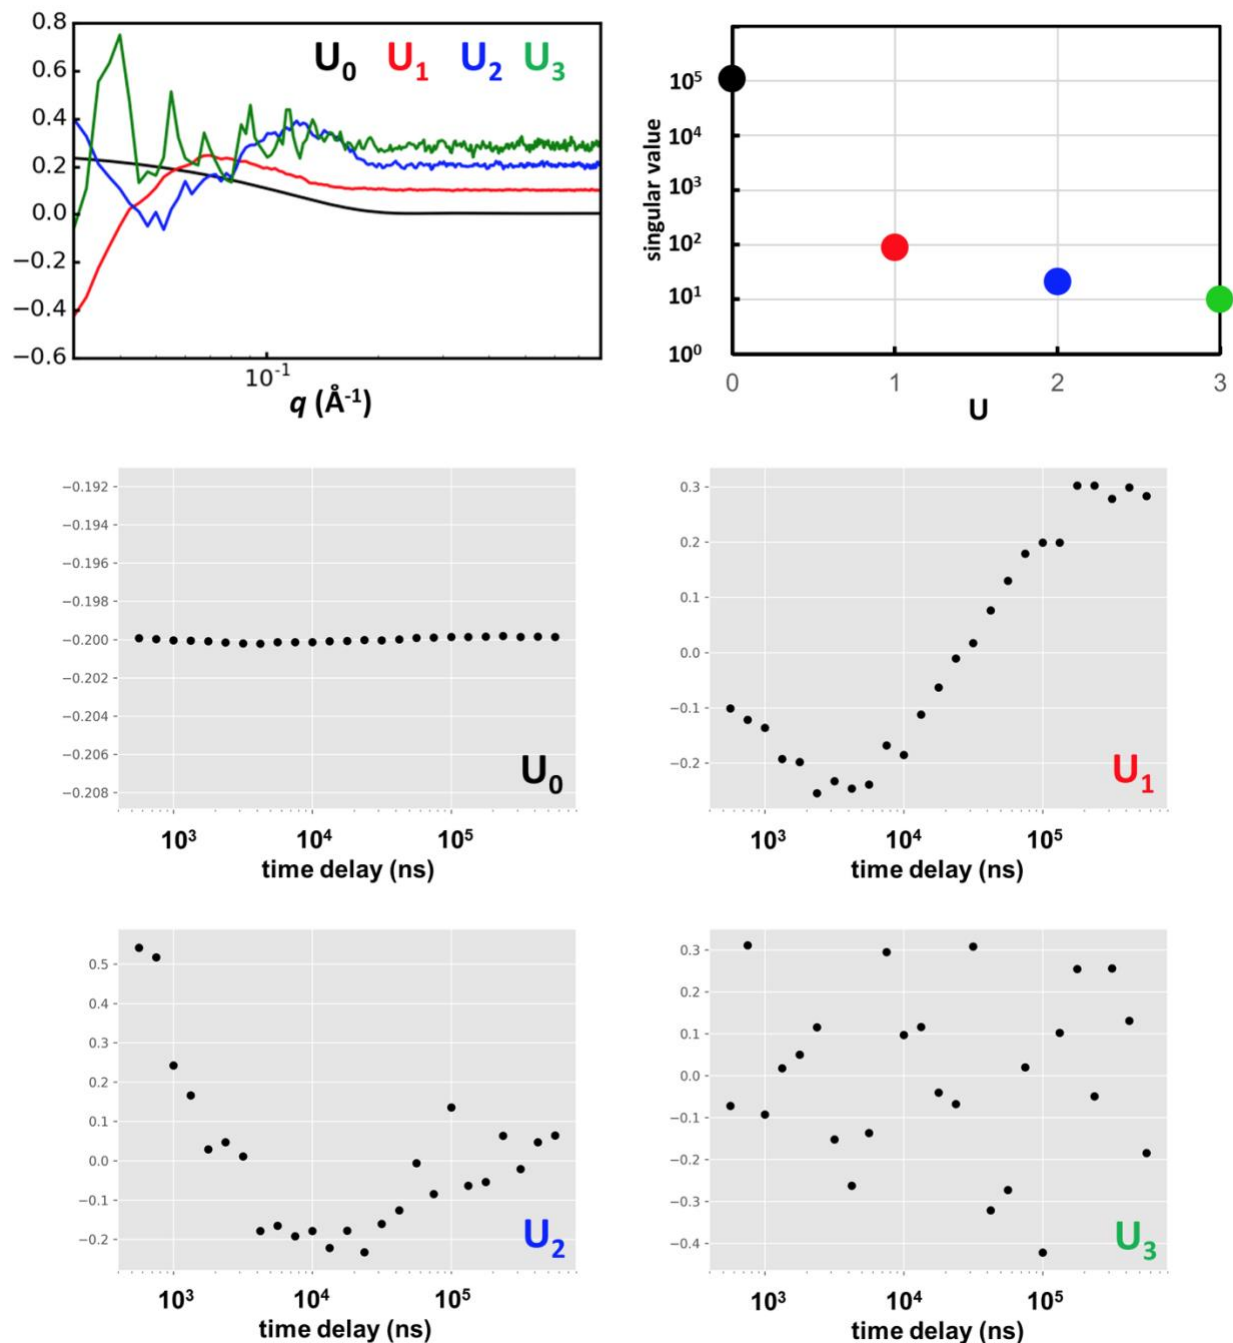 0.8
0.6
0.4
0.2
0.0
−0.2
−0.4
−0.6
U0 U1 U2 U3
10-1
q (Å-1)
singular value
105
104
103
102
101
100
0 1 2 3
U
−0.192
−0.194
−0.196
−0.198
−0.200
−0.202
−0.204
−0.206
−0.208
U0
103 104 105
time delay (ns)
0.3
0.2
0.1
0.0
−0.1
−0.2
U1
103 104 105
time delay (ns)
0.5
0.4
0.3
0.2
0.1
0.0
−0.1
−0.2
U2
103 104 105
time delay (ns)
0.3
0.2
0.1
0.0
−0.1
−0.2
−0.3
−0.4
U3
103 104 105
time delay (ns)